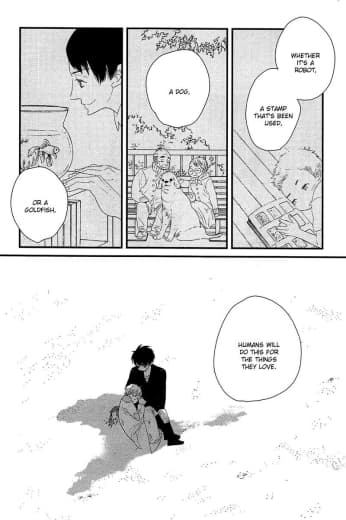 WHETHER
IT'S A
ROBOT,
A STAMP
THAT'S BEEN
USED,
A DOG,
OR A
GOLDFISH,
HUMANS WILL
DO THIS FOR
THE THINGS
THEY LOVE.